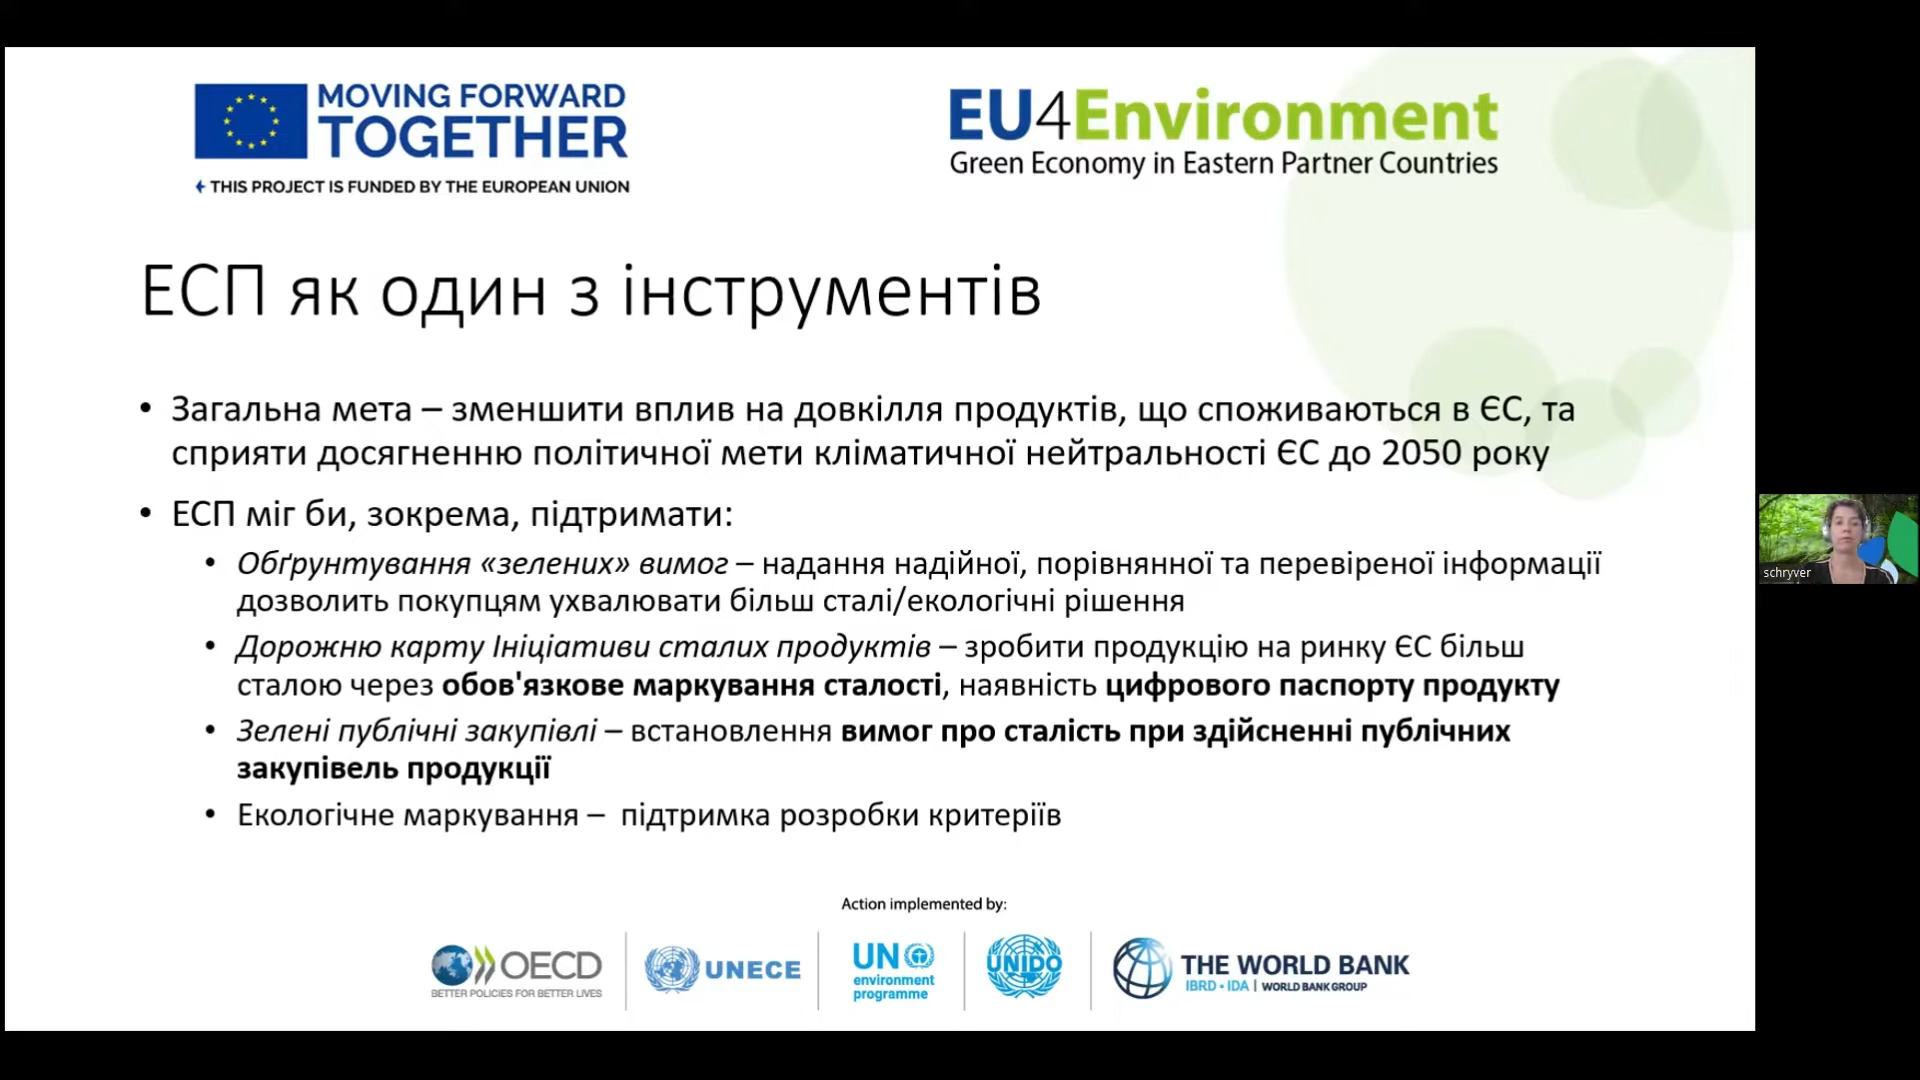 MOVING FORWARD
TOGETHER
THIS PROJECT IS FUNDED BY THE EUROPEAN UNION
EU4Environment
Green Economy in Eastern Partner Countries
ЕСП як один з інструментів
• Загальна мета – зменшити вплив на довкілля продуктів, що споживаються в ЄС, та
сприяти досягненню політичної мети кліматичної нейтральності ЄС до 2050 року
• ЕСП міг би, зокрема, підтримати:
• Обґрунтування «зелених» вимог – надання надійної, порівнянної та перевіреної інформації
дозволить покупцям ухвалювати більш сталі/екологічні рішення
• Дорожню карту Ініціативи сталих продуктів – зробити продукцію на ринку ЄС більш
сталою через обов'язкове маркування сталості, наявність цифрового паспорту продукту
• Зелені публічні закупівлі – встановлення вимог про сталість при здійсненні публічних
закупівель продукції
• Екологічне маркування – підтримка розробки критеріїв
schryver
Action implemented by:
OECD
BETTER POLICIES FOR BETTER LIVES
UNECE
UN
environment
programme
UNIDO
THE WORLD BANK
IBRD • IDA | WORLD BANK GROUP